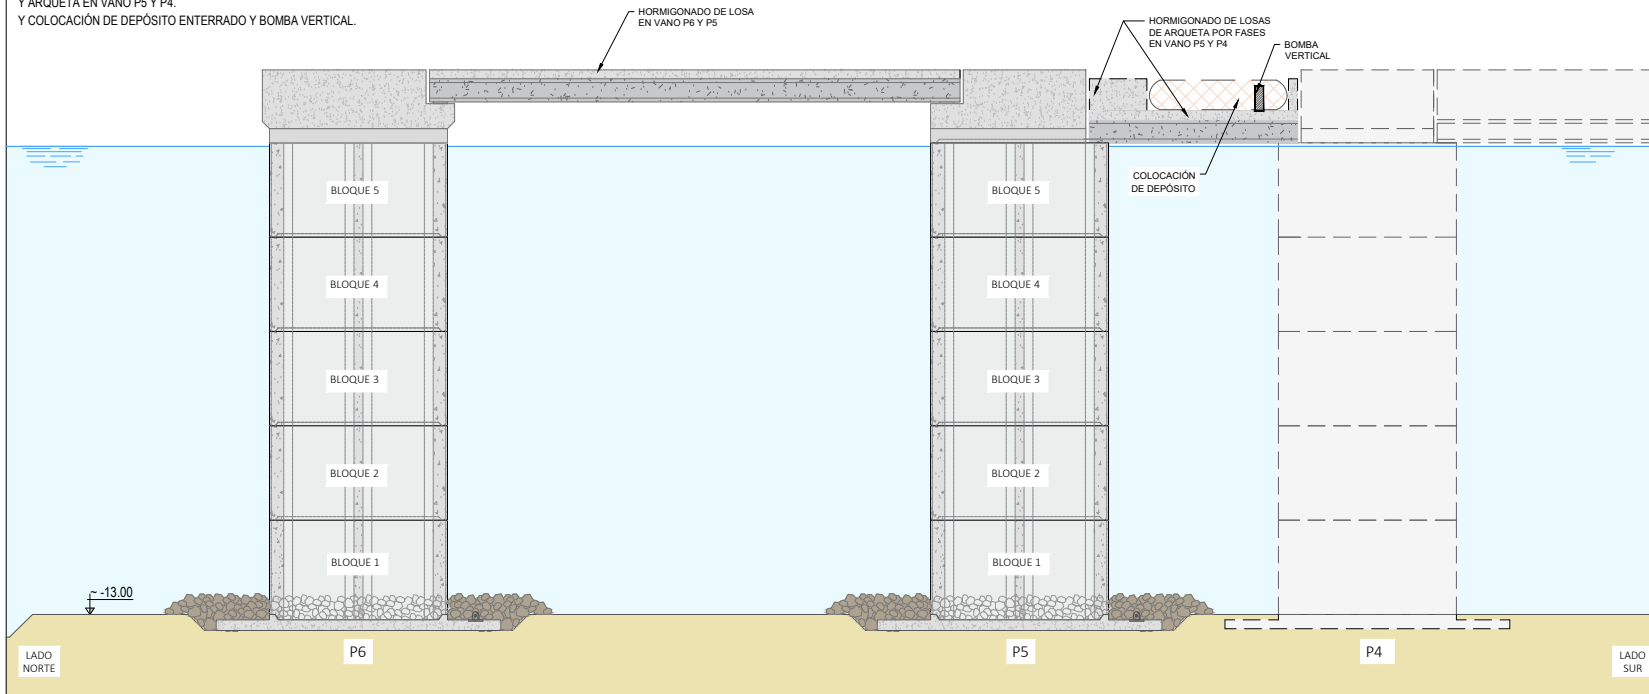 Y ARQUETA EN VANO P5 Y P4.
Y COLOCACIÓN DE DEPÓSITO ENTERRADO Y BOMBA VERTICAL.
HORMIGONADO DE LOSA
EN VANO P6 Y P5
HORMIGONADO DE LOSAS
DE ARQUETA POR FASES
EN VANO P5 Y P4
BOMBA
VERTICAL
COLOCACIÓN
DE DEPÓSITO
BLOQUE 5
BLOQUE 4
BLOQUE 3
BLOQUE 2
BLOQUE 1
BLOQUE 5
BLOQUE 4
BLOQUE 3
BLOQUE 2
BLOQUE 1
~ -13.00
LADO
NORTE
P6
P5
P4
LADO
SUR